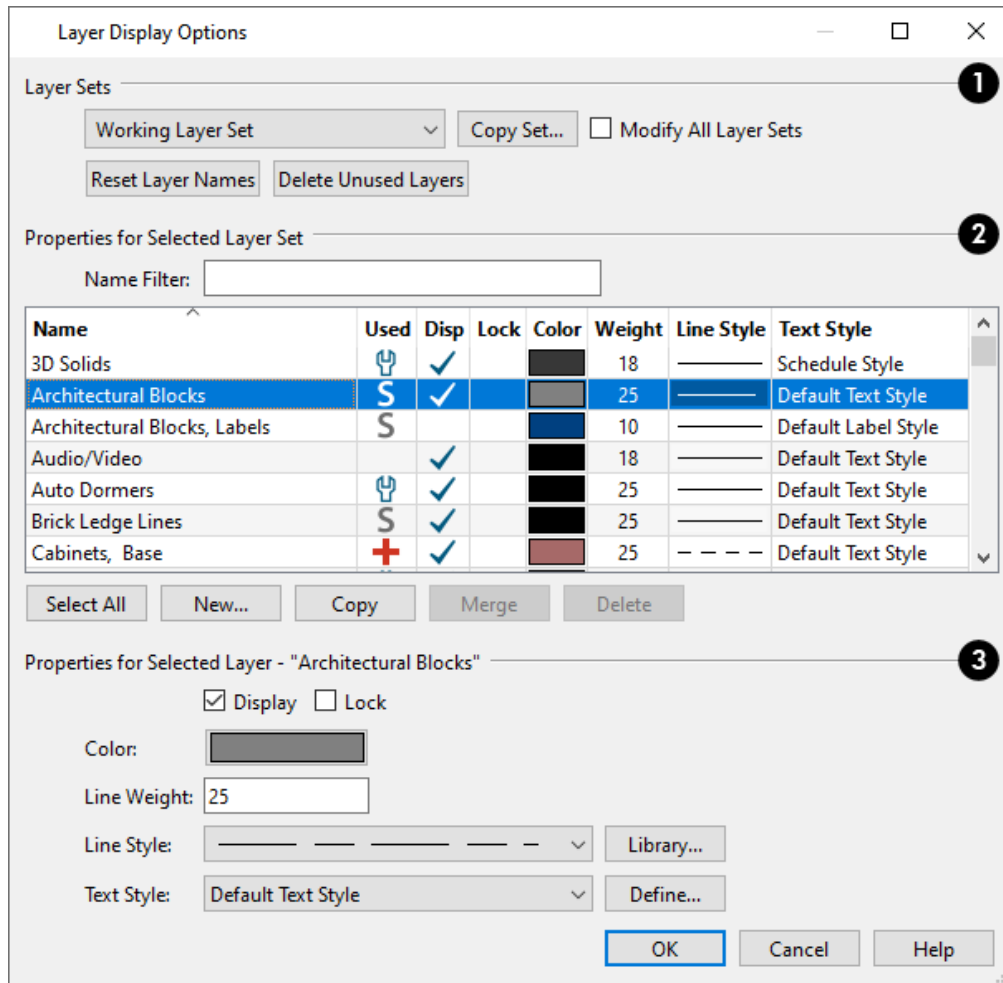 Layer Display Options
Layer Sets 1
Working Layer Set Copy Set... Modify All Layer Sets
Reset Layer Names Delete Unused Layers
Properties for Selected Layer Set 2
Name Filter:
Name Used Disp Lock Color Weight Line Style Text Style
3D Solids 18 Schedule Style
Architectural Blocks S 25 Default Text Style
Architectural Blocks, Labels S 10 Default Label Style
Audio/Video 18 Default Text Style
Auto Dormers 25 Default Text Style
Brick Ledge Lines S 25 Default Text Style
Cabinets, Base 25 Default Text Style
Select All New... Copy Merge Delete
Properties for Selected Layer - "Architectural Blocks" 3
Display Lock
Color:
Line Weight: 25
Line Style: Library...
Text Style: Default Text Style Define...
OK Cancel Help